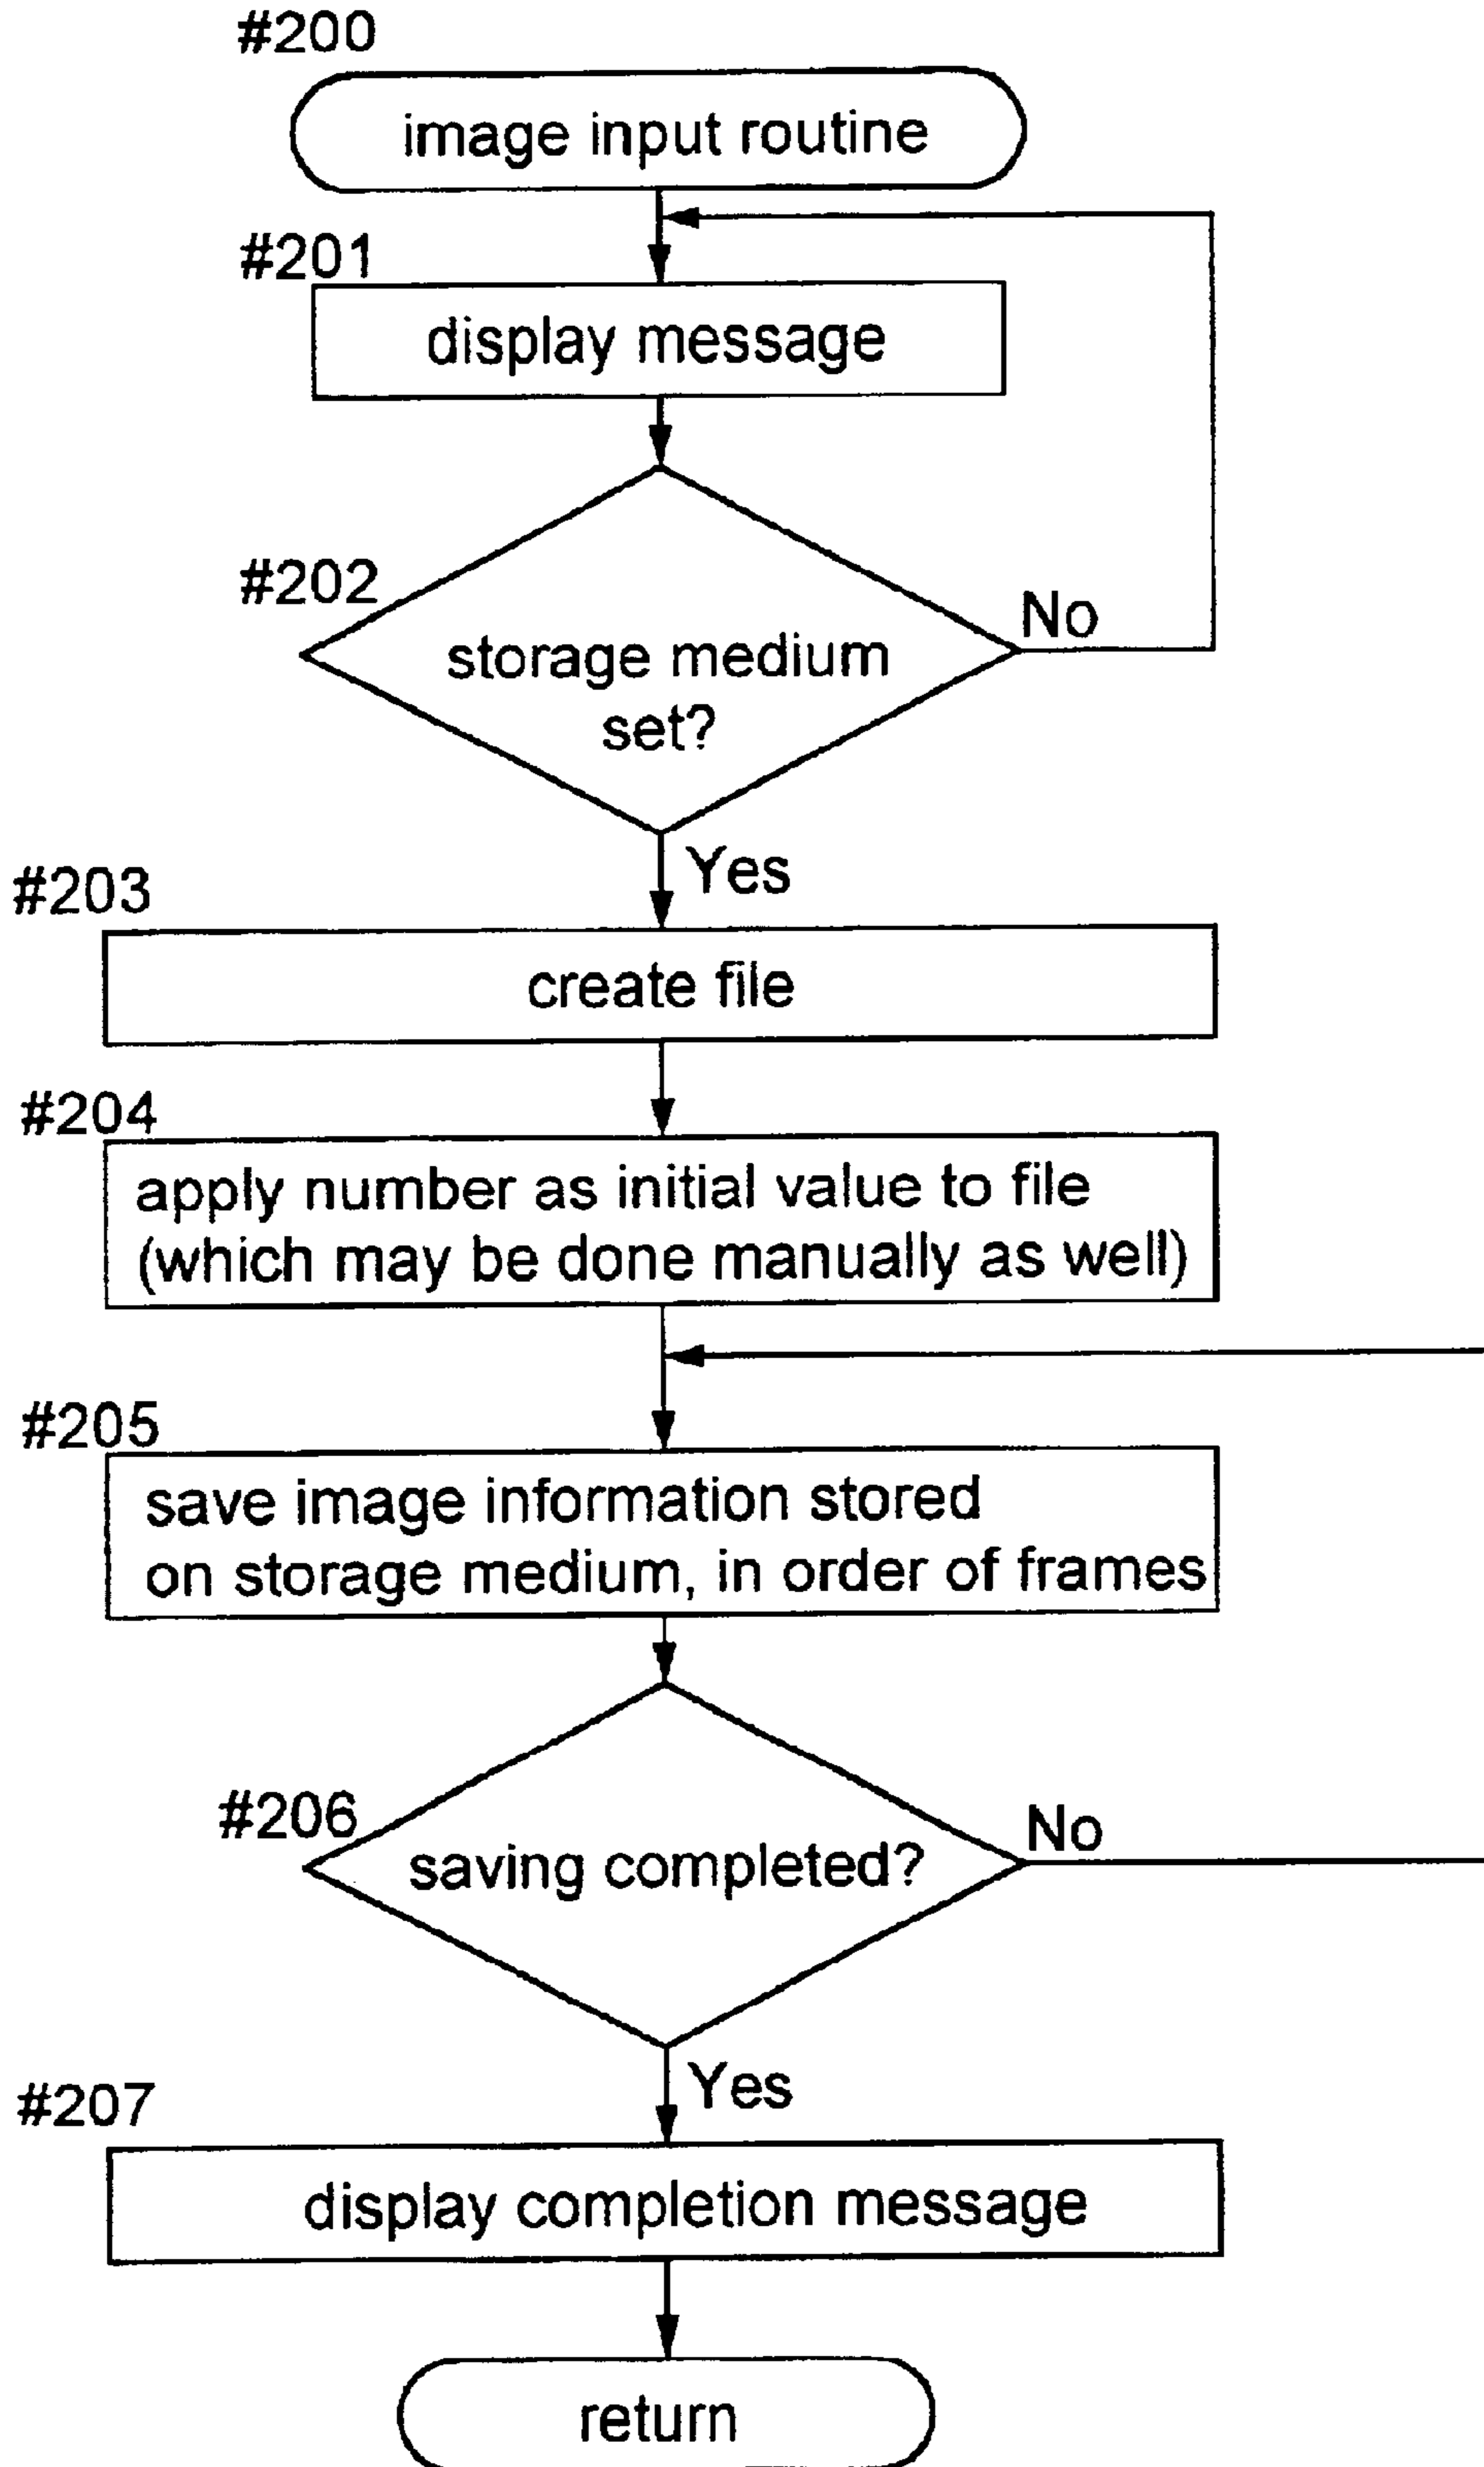 #200
image input routine
#201
display message
#202
No
storage medium
set?
Yes
#203
create file
#204
apply number as initial value to file
(which may be done manually as well)
#205
save image information stored
on storage medium, in order of frames
#206
No
saving completed?
Yes
#207
display completion message
return